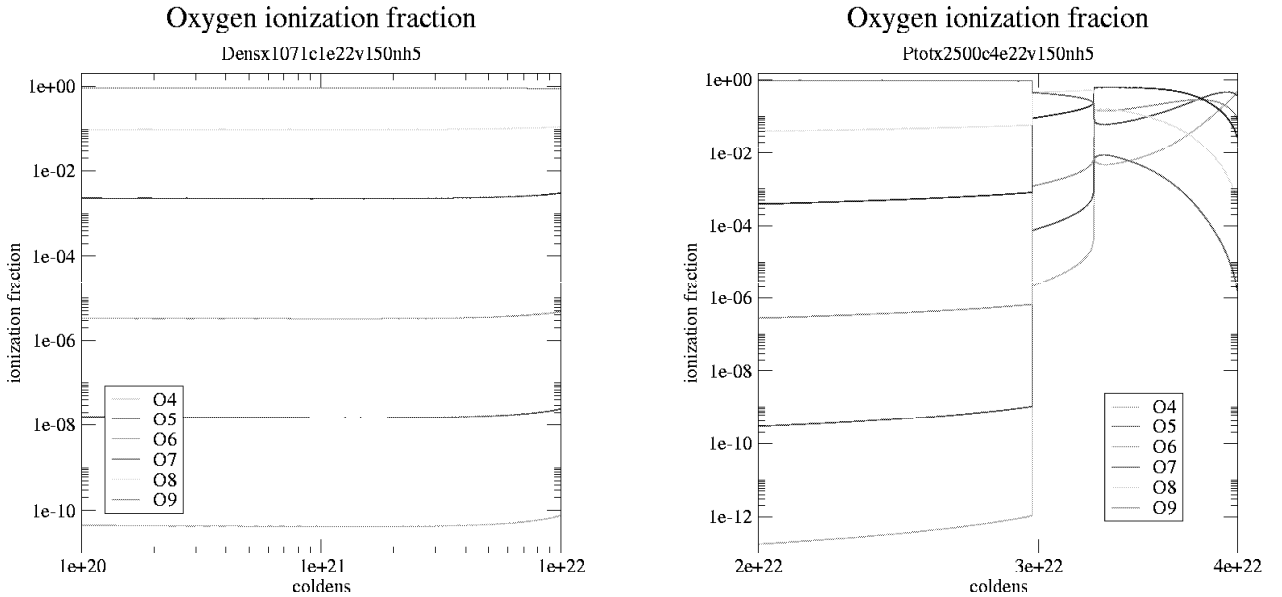 Oxygen ionization fraction
Densx1071c1e22v150nh5
1e+00
1e-02
1e-04
1e-06
1e-08
1e-10
ionization fraction
O4
O5
O6
O7
O8
O9
1e+20
1e+21
1e+22
coldens
Oxygen ionization fracion
Ptotx2500c4e22v150nh5
1e+00
1e-02
1e-04
1e-06
1e-08
1e-10
1e-12
ionization fraction
O4
O5
O6
O7
O8
O9
2e+22
3e+22
4e+22
coldens